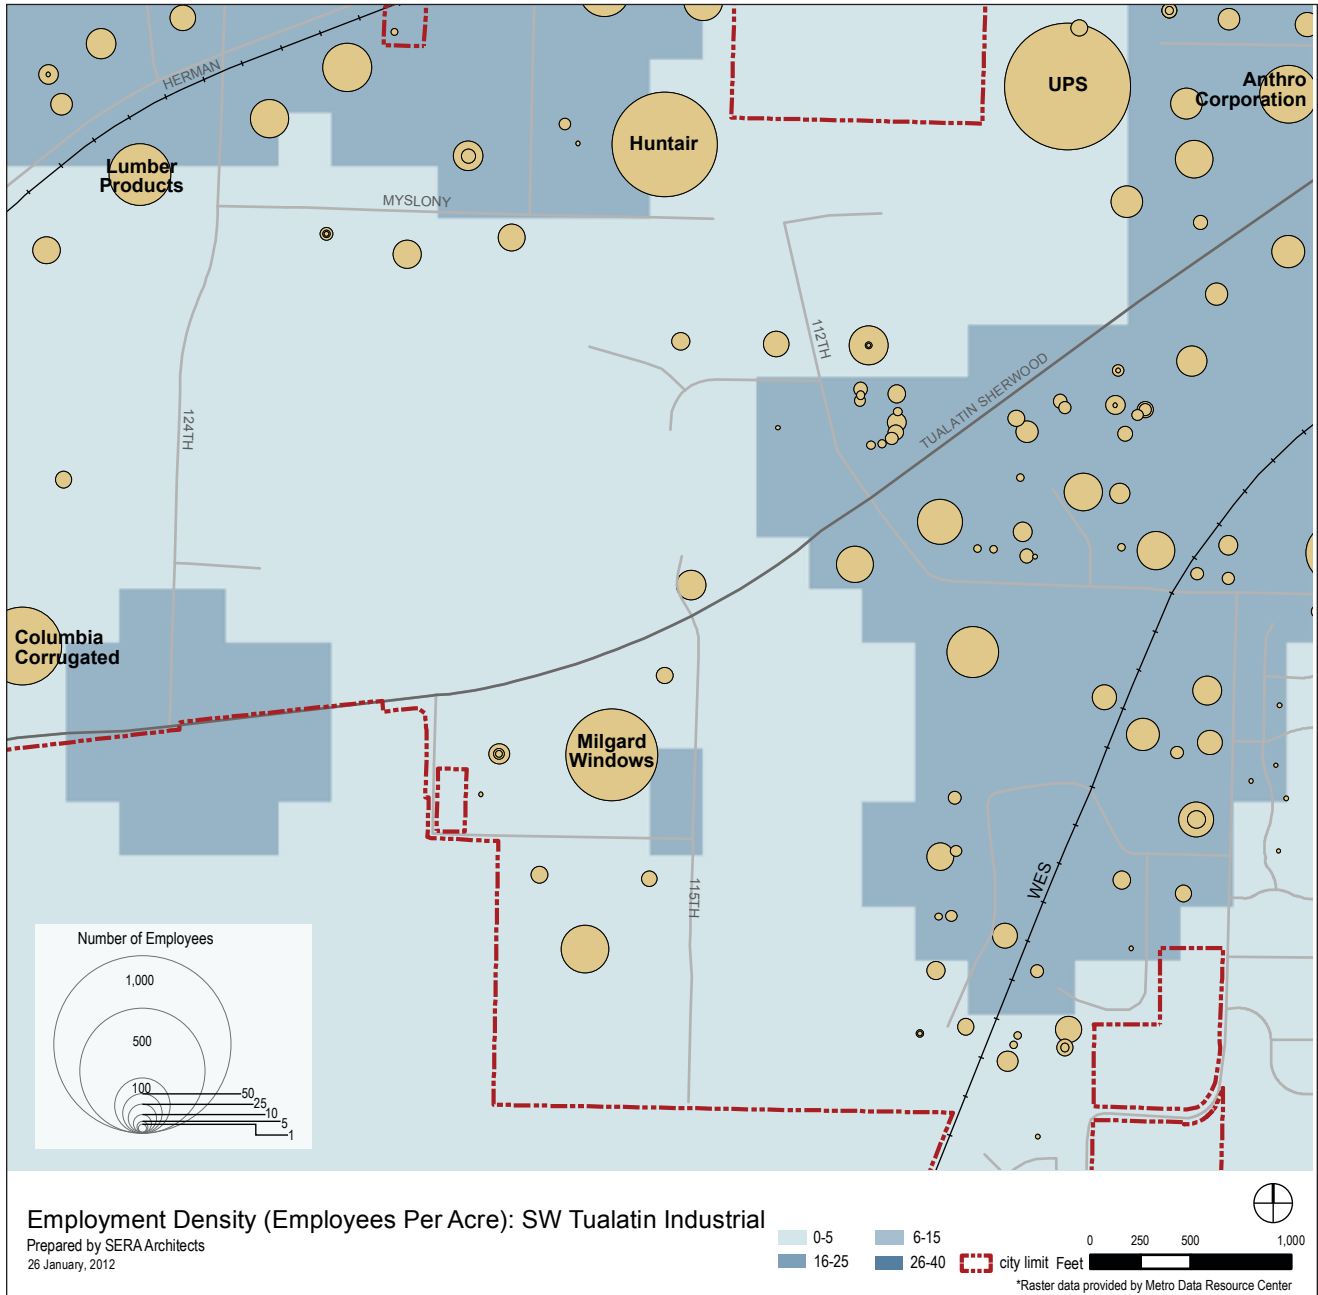 HERMAN
UPS
Anthro
Corporation
Huntair
Lumber
Products
MYSLONY
112TH
TUALATIN SHERWOOD
124TH
Columbia
Corrugated
Milgard
Windows
WES
115TH
Number of Employees
1,000
500
100
50
25
10
5
1
Employment Density (Employees Per Acre): SW Tualatin Industrial
Prepared by SERA Architects
26 January, 2012
0-5
6-15
16-25
26-40
city limit
Feet
0 250 500 1,000
*Raster data provided by Metro Data Resource Center